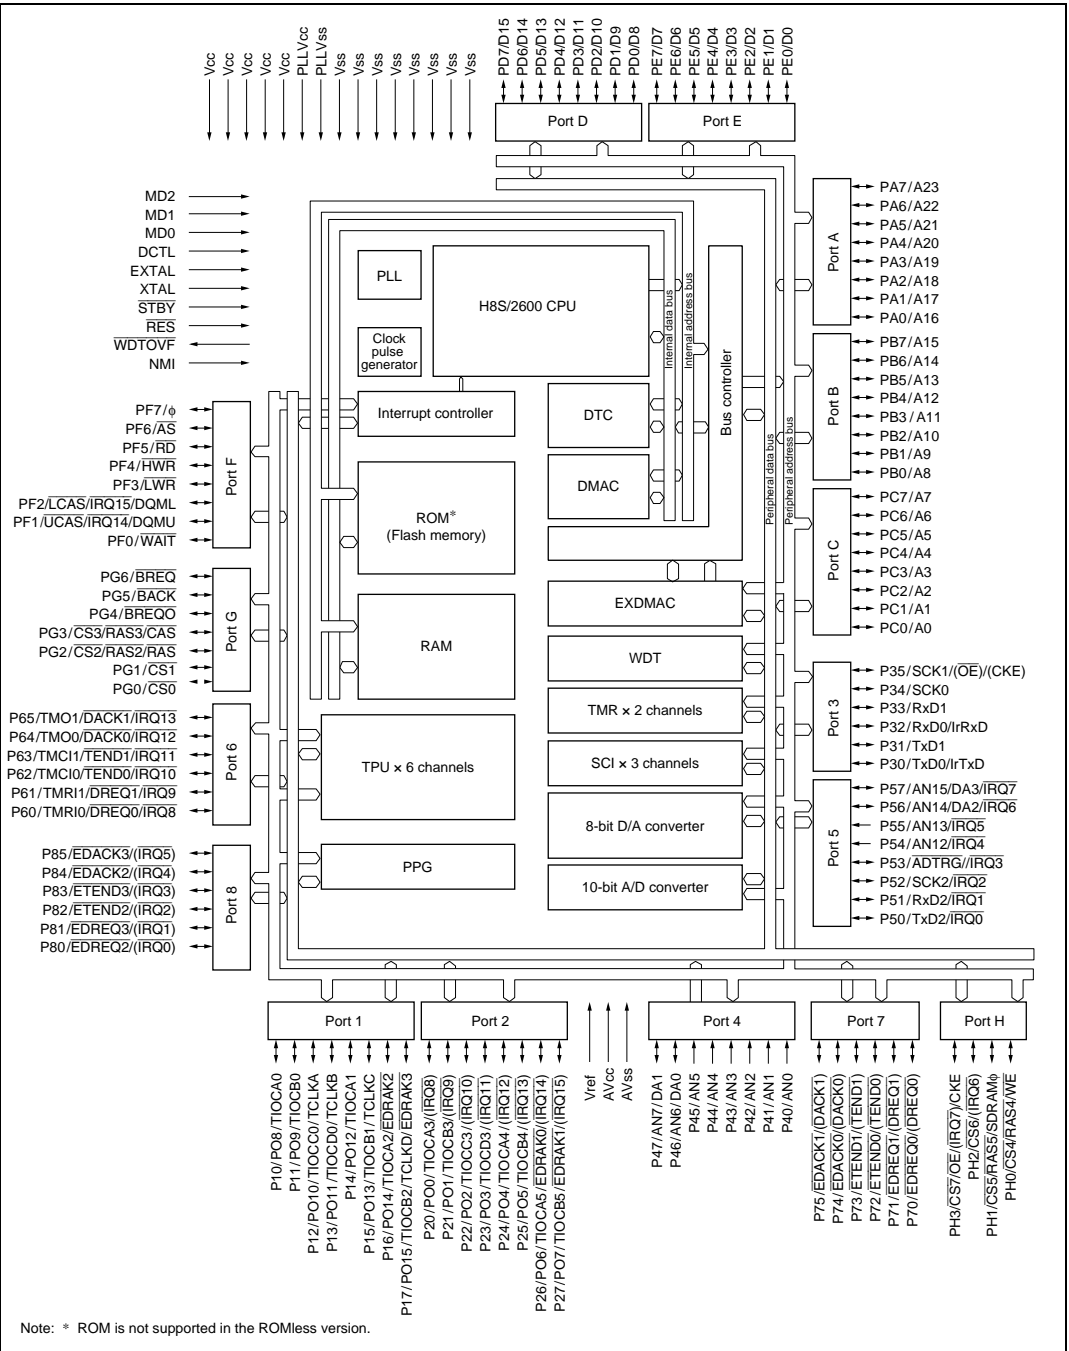 Vcc
Vcc
Vcc
Vcc
Vcc
PLLVcc
PLLVss
Vss
Vss
Vss
Vss
Vss
Vss
Vss
Vss
PD7/D15
PD6/D14
PD5/D13
PD4/D12
PD3/D11
PD2/D10
PD1/D9
PD0/D8
PE7/D7
PE6/D6
PE5/D5
PE4/D4
PE3/D3
PE2/D2
PE1/D1
PE0/D0
Port D
Port E
MD2
MD1
MD0
DCTL
EXTAL
XTAL
STBY
RES
WDTOVF
NMI
PF7/ϕ
PF6/AS
PF5/RD
PF4/HWR
PF3/LWR
PF2/LCAS/IRQ15/DQML
PF1/UCAS/IRQ14/DQMU
PF0/WAIT
Port F
PG6/BREQ
PG5/BACK
PG4/BREQO
PG3/CS3/RAS3/CAS
PG2/CS2/RAS2/RAS
PG1/CS1
PG0/CS0
Port G
P65/TMO1/DACK1/IRQ13
P64/TMO0/DACK0/IRQ12
P63/TMCI1/TEND1/IRQ11
P62/TMCI0/TEND0/IRQ10
P61/TMRI1/DREQ1/IRQ9
P60/TMRI0/DREQ0/IRQ8
Port 6
P85/EDACK3/(IRQ5)
P84/EDACK2/(IRQ4)
P83/ETEND3/(IRQ3)
P82/ETEND2/(IRQ2)
P81/EDREQ3/(IRQ1)
P80/EDREQ2/(IRQ0)
Port 8
PLL
Clock
pulse
generator
H8S/2600 CPU
Interrupt controller
ROM*
(Flash memory)
RAM
TPU × 6 channels
PPG
DTC
DMAC
Internal data bus
Internal address bus
Bus controller
EXDMAC
WDT
TMR × 2 channels
SCI × 3 channels
8-bit D/A converter
10-bit A/D converter
Peripheral data bus
Peripheral address bus
Port A
PA7/A23
PA6/A22
PA5/A21
PA4/A20
PA3/A19
PA2/A18
PA1/A17
PA0/A16
Port B
PB7/A15
PB6/A14
PB5/A13
PB4/A12
PB3/A11
PB2/A10
PB1/A9
PB0/A8
Port C
PC7/A7
PC6/A6
PC5/A5
PC4/A4
PC3/A3
PC2/A2
PC1/A1
PC0/A0
Port 3
P35/SCK1/(OE)/(CKE)
P34/SCK0
P33/RxD1
P32/RxD0/IrRxD
P31/TxD1
P30/TxD0/IrTxD
Port 5
P57/AN15/DA3/IRQ7
P56/AN14/DA2/IRQ6
P55/AN13/IRQ5
P54/AN12/IRQ4
P53/ADTRG//IRQ3
P52/SCK2/IRQ2
P51/RxD2/IRQ1
P50/TxD2/IRQ0
Port 1
Port 2
Port 4
Port 7
Port H
P10/PO8/TIOCA0
P11/PO9/TIOCB0
P12/PO10/TIOCC0/TCLKA
P13/PO11/TIOCD0/TCLKB
P14/PO12/TIOCA1
P15/PO13/TIOCB1/TCLKC
P16/PO14/TIOCA2/EDRAK2
P17/PO15/TIOCB2/TCLKD/EDRAK3
P20/PO0/TIOCA3/(IRQ8)
P21/PO1/TIOCB3/(IRQ9)
P22/PO2/TIOCC3/(IRQ10)
P23/PO3/TIOCD3/(IRQ11)
P24/PO4/TIOCA4/(IRQ12)
P25/PO5/TIOCB4/(IRQ13)
P26/PO6/TIOCA5/EDRAK0/(IRQ14)
P27/PO7/TIOCB5/EDRAK1/(IRQ15)
Vref
AVcc
AVss
P47/AN7/DA1
P46/AN6/DA0
P45/AN5
P44/AN4
P43/AN3
P42/AN2
P41/AN1
P40/AN0
P75/EDACK1/(DACK1)
P74/EDACK0/(DACK0)
P73/ETEND1/(TEND1)
P72/ETEND0/(TEND0)
P71/EDREQ1/(DREQ1)
P70/EDREQ0/(DREQ0)
PH3/CS7/OE/(IRQ7)/CKE
PH2/CS6/(IRQ6)
PH1/CS5/RAS5/SDRAMϕ
PH0/CS4/RAS4/WE
Note: * ROM is not supported in the ROMless version.